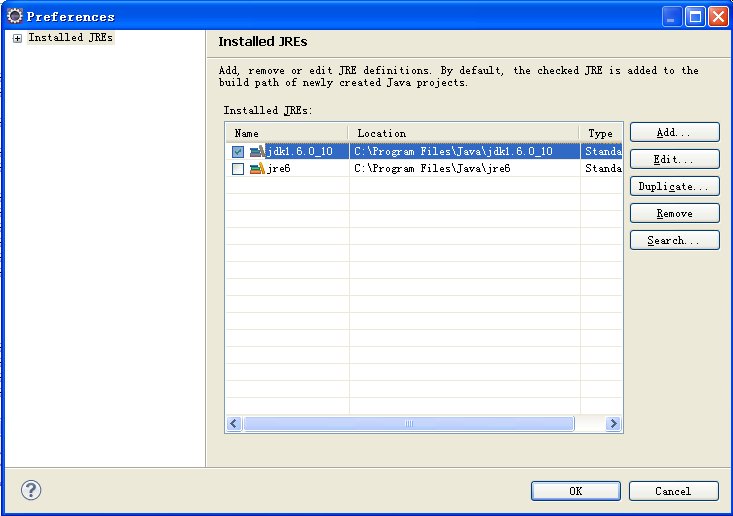 Preferences
Installed JREs
Installed JREs
Add, remove or edit JRE definitions. By default, the checked JRE is added to the
build path of newly created Java projects.
Installed JREs:
Name Location Type
jdk1.6.0_10 C:\Program Files\Java\jdk1.6.0_10 Standa
jre6 C:\Program Files\Java\jre6 Standa
Add...
Edit...
Duplicate...
Remove
Search...
OK Cancel